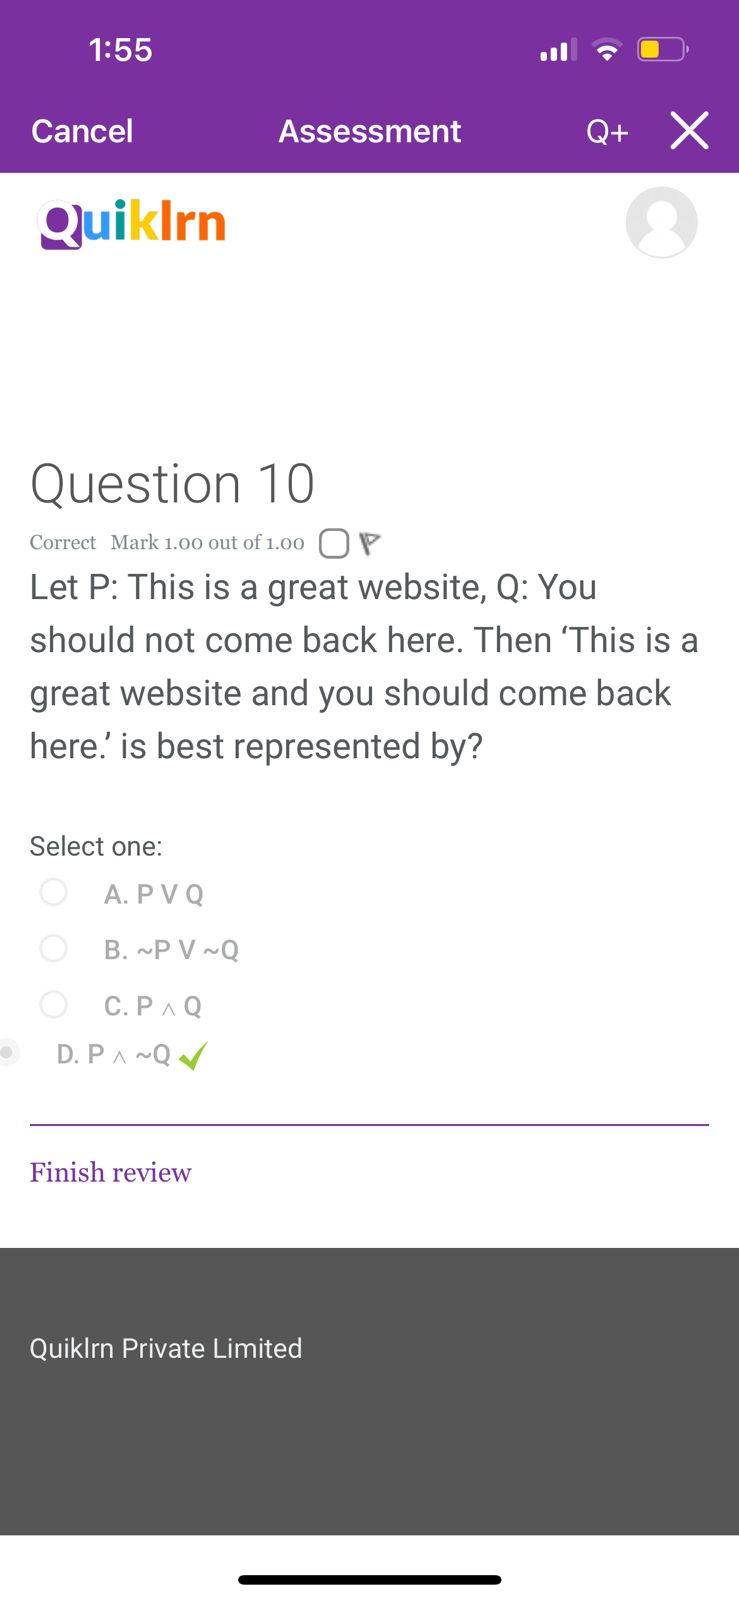 1:55
Cancel Assessment Q+
Quiklrn
Question 10
Correct Mark 1.00 out of 1.00
Let P: This is a great website, Q: You
should not come back here. Then ‘This is a
great website and you should come back
here.’ is best represented by?
Select one:
A. P V Q
B. ~P V ~Q
C. P ∧ Q
D. P ∧ ~Q
Finish review
Quiklrn Private Limited